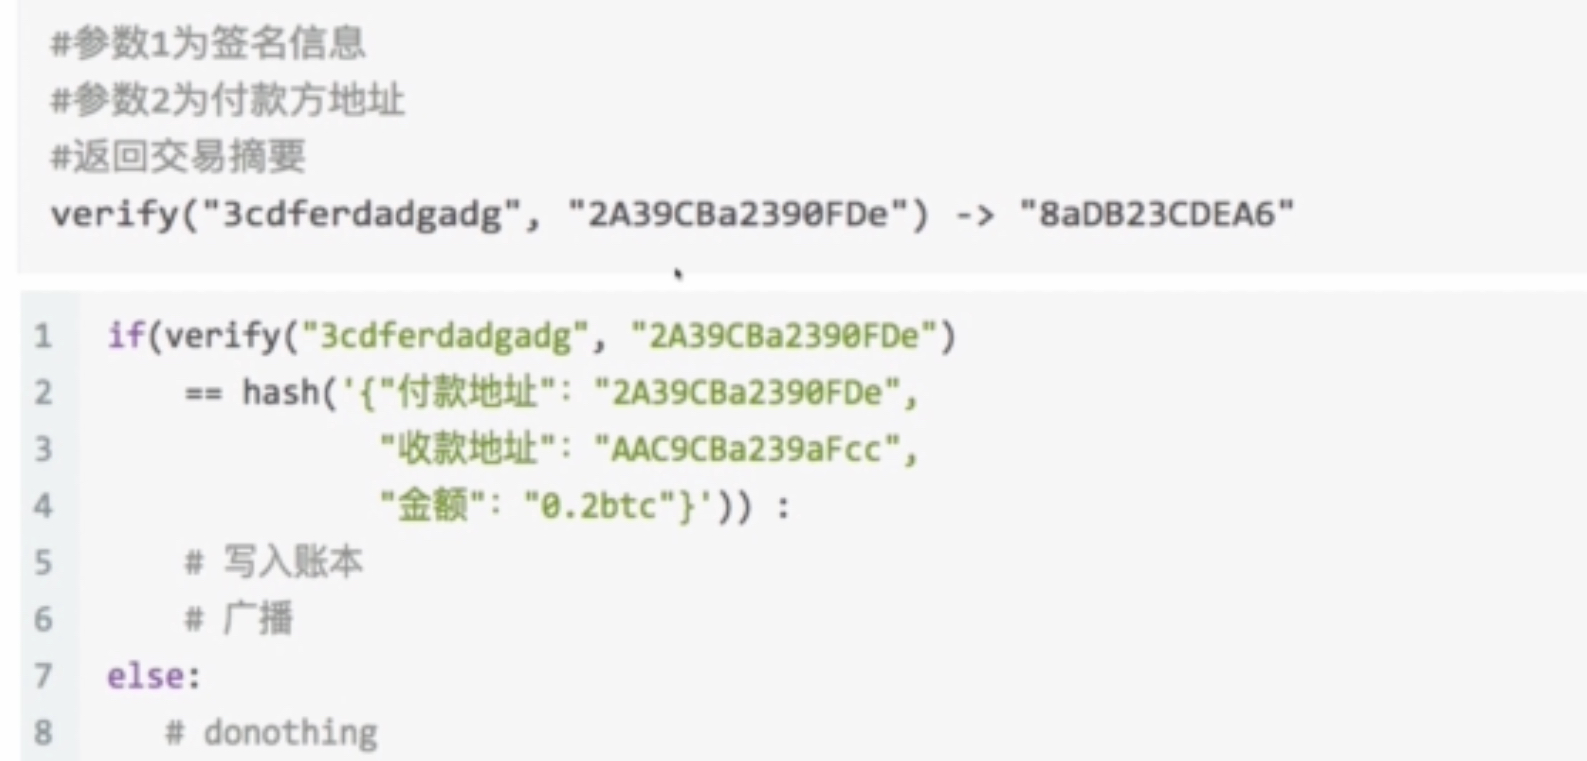 #参数1为签名信息
#参数2为付款方地址
#返回交易摘要
verify("3cdferdadgadg", "2A39CBa2390FDe") -> "8aDB23CDEA6"
1 if(verify("3cdferdadgadg", "2A39CBa2390FDe")
2     == hash('{"付款地址": "2A39CBa2390FDe",
3               "收款地址": "AAC9CBa239aFcc",
4               "金额": "0.2btc"}')) :
5     # 写入账本
6     # 广播
7 else:
8    # donothing